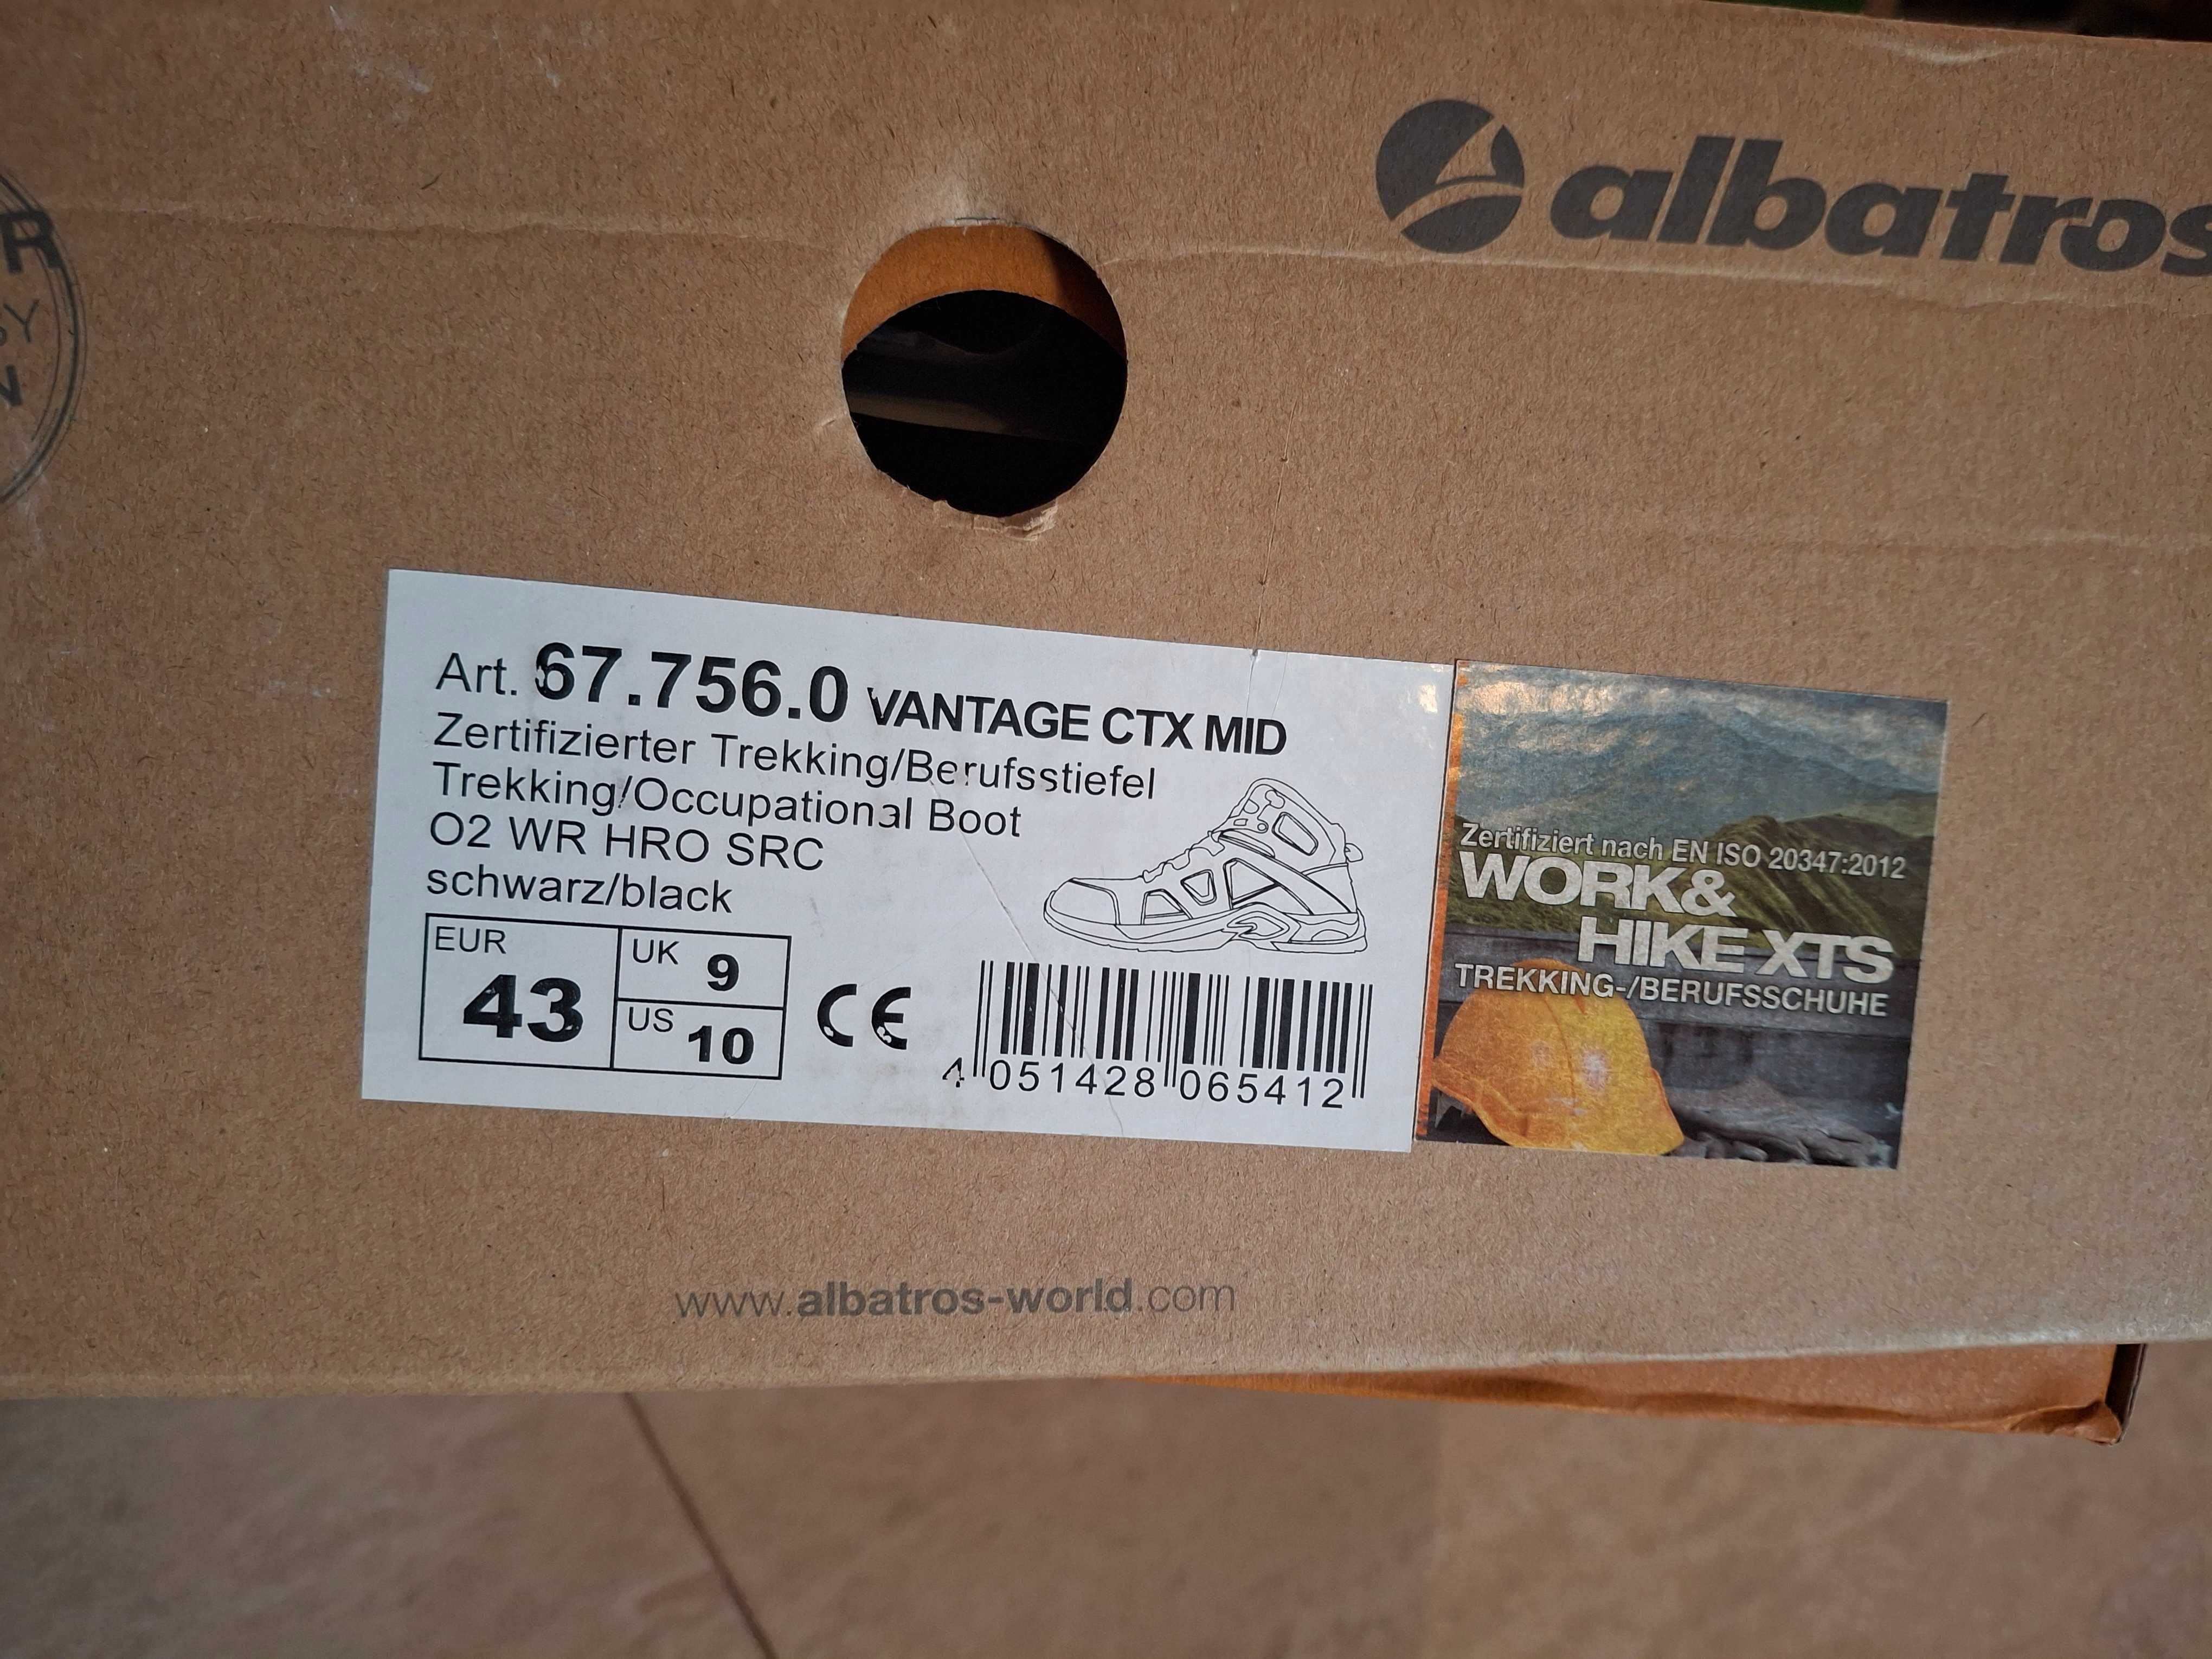 albatros
Art. 67.756.0 VANTAGE CTX MID
Zertifizierter Trekking/Berufsstiefel
Trekking/Occupational Boot
O2 WR HRO SRC
schwarz/black
EUR
43
UK 9
US 10
CE
4 051428 065412
Zertifiziert nach EN ISO 20347:2012
WORK&
HIKE XTS
TREKKING-/BERUFSSCHUHE
www.albatros-world.com